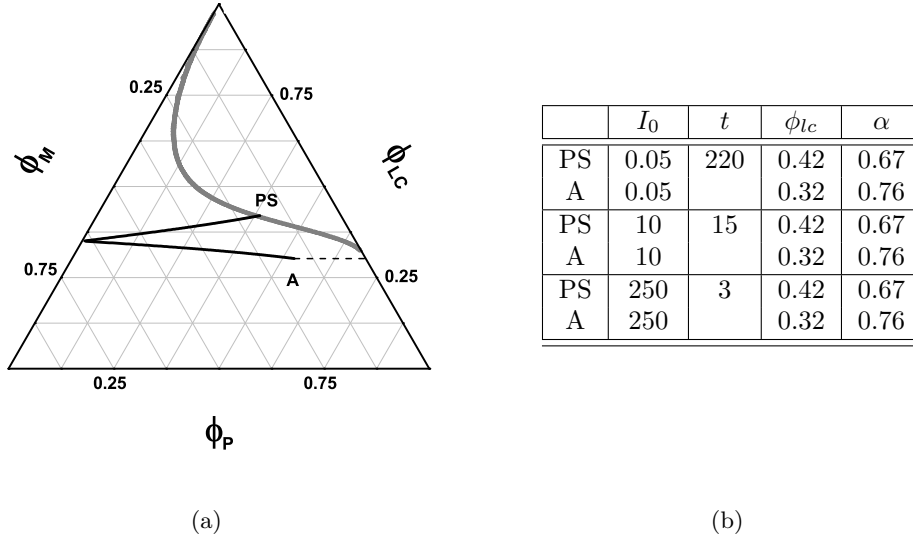 0.25
0.75
ϕM
ϕLC
PS
0.75
A
0.25
0.25
0.75
ϕP
(a)
I0 t ϕlc α
PS 0.05 220 0.42 0.67
A 0.05 0.32 0.76
PS 10 15 0.42 0.67
A 10 0.32 0.76
PS 250 3 0.42 0.67
A 250 0.32 0.76
(b)